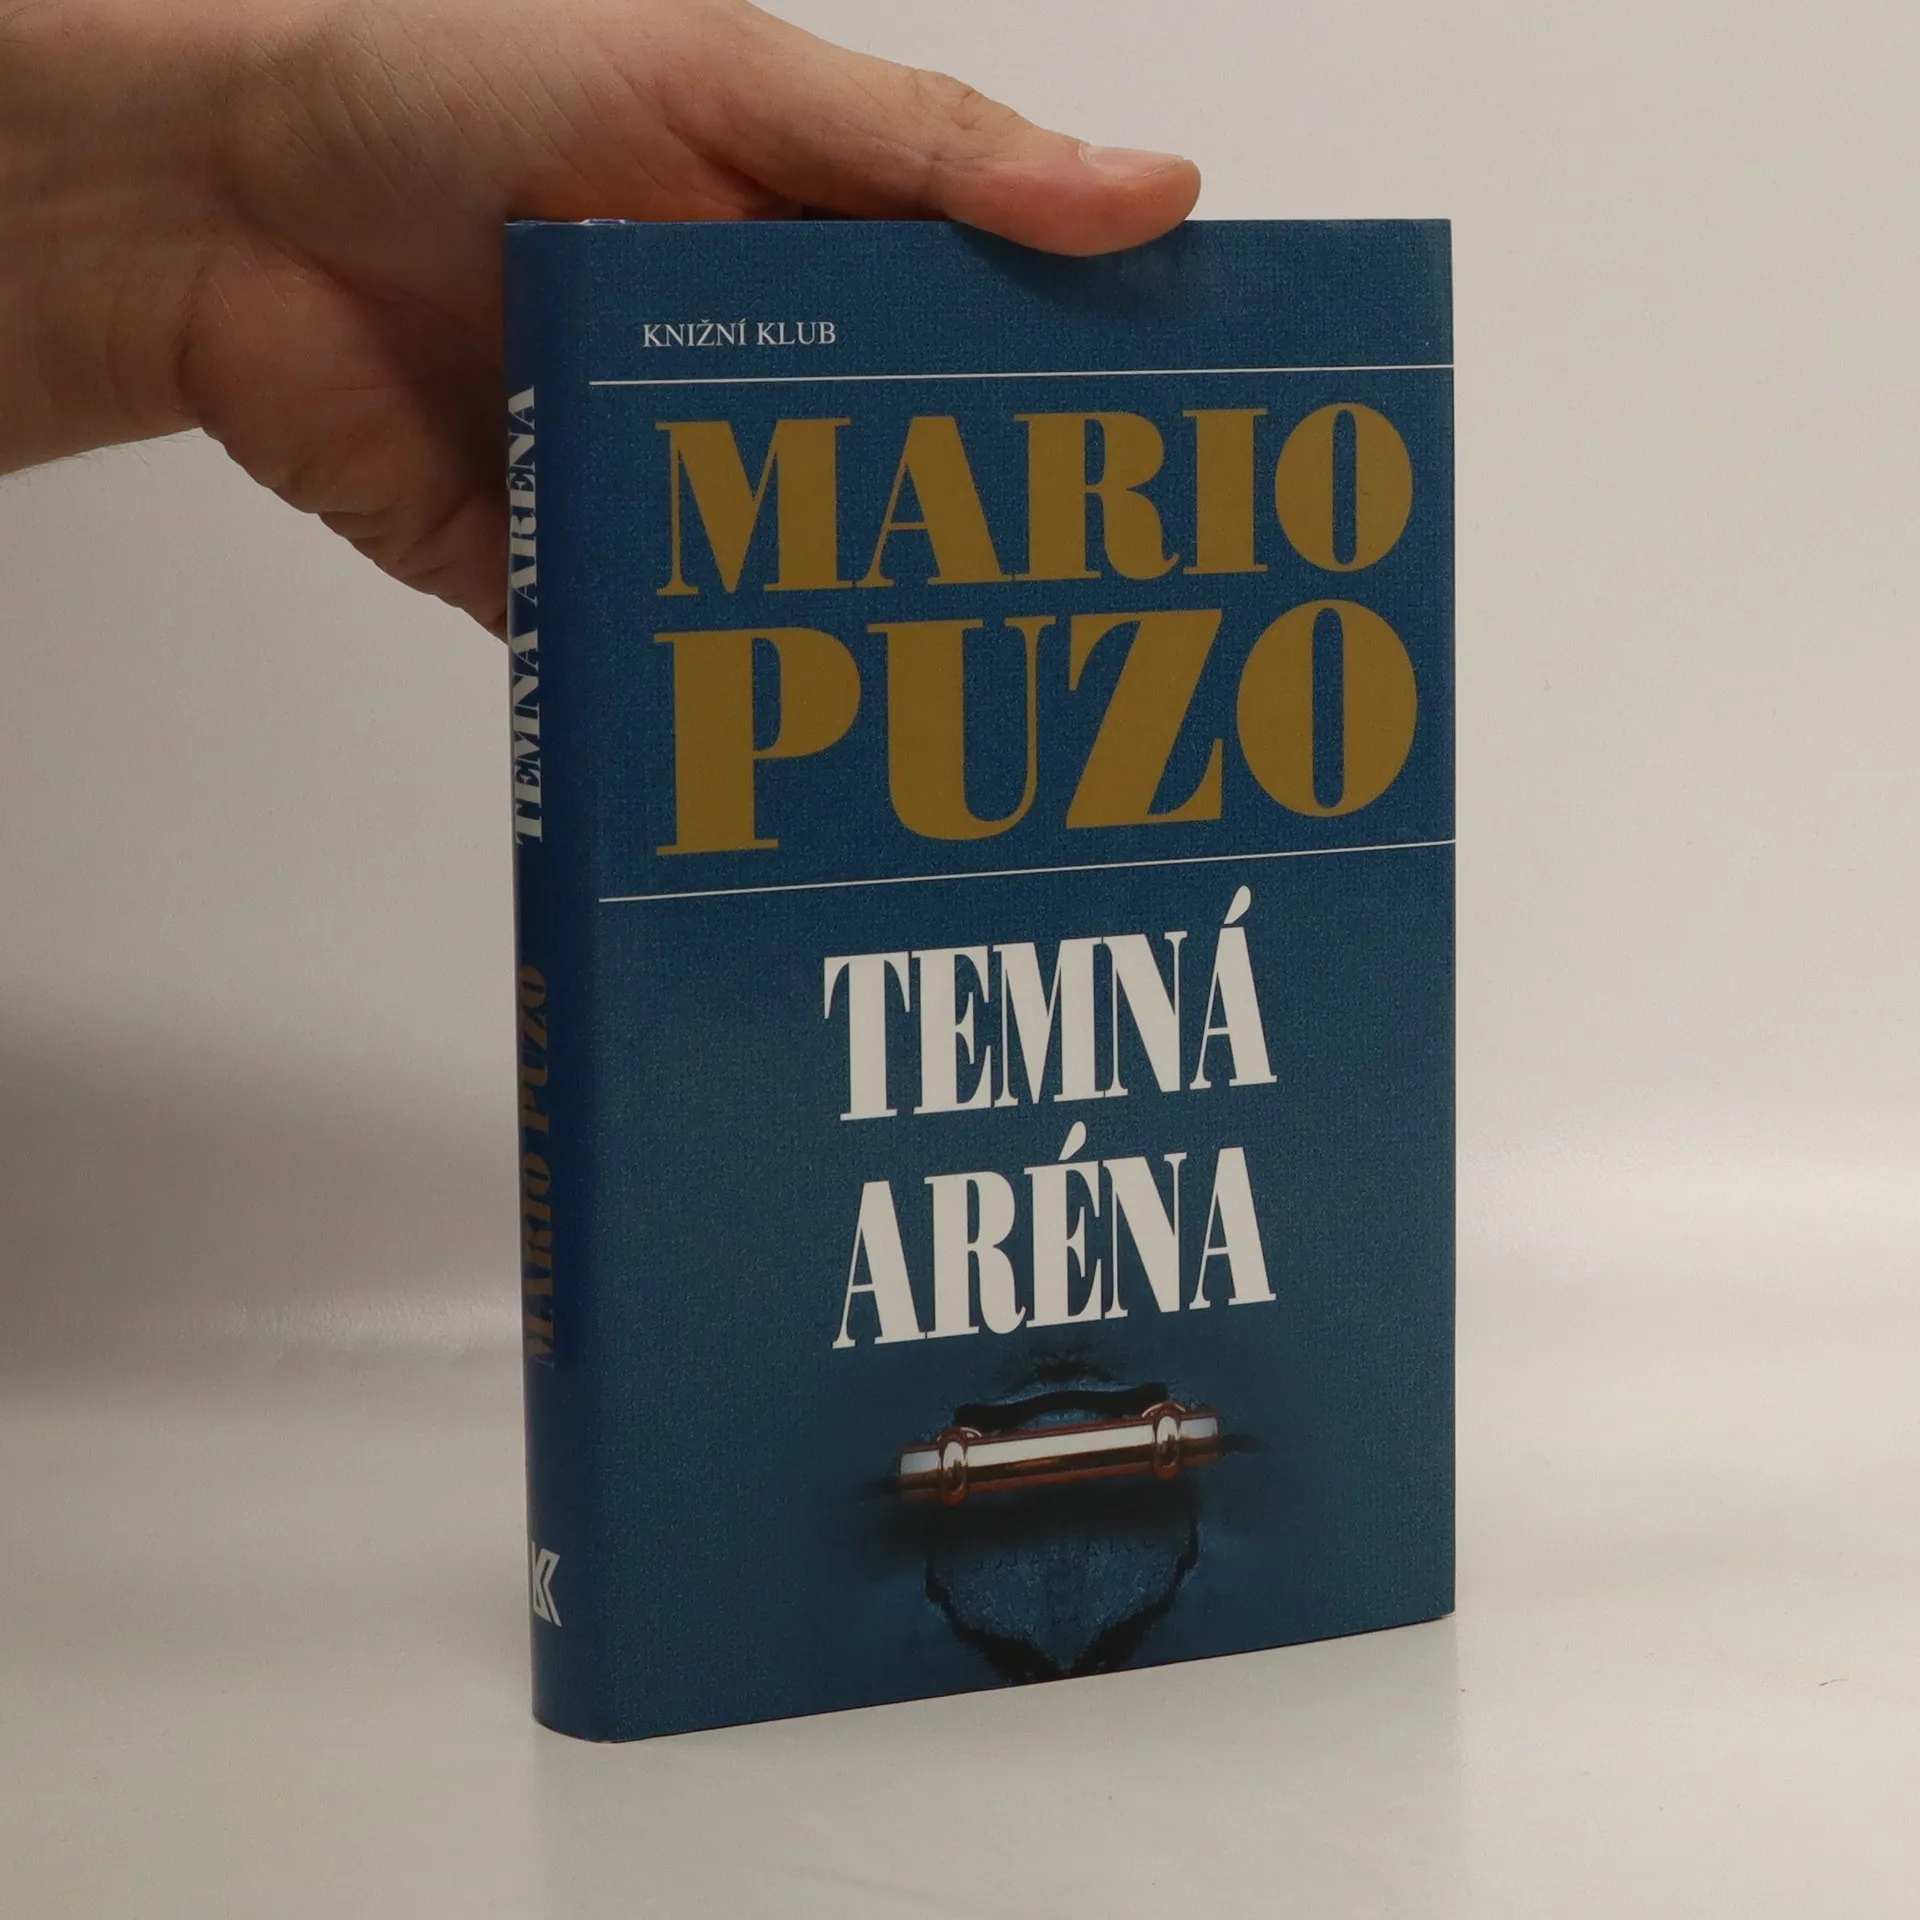 KNIŽNÍ KLUB
MARIO
PUZO
TEMNÁ
ARÉNA
MARIO PUZO TEMNÁ ARÉNA